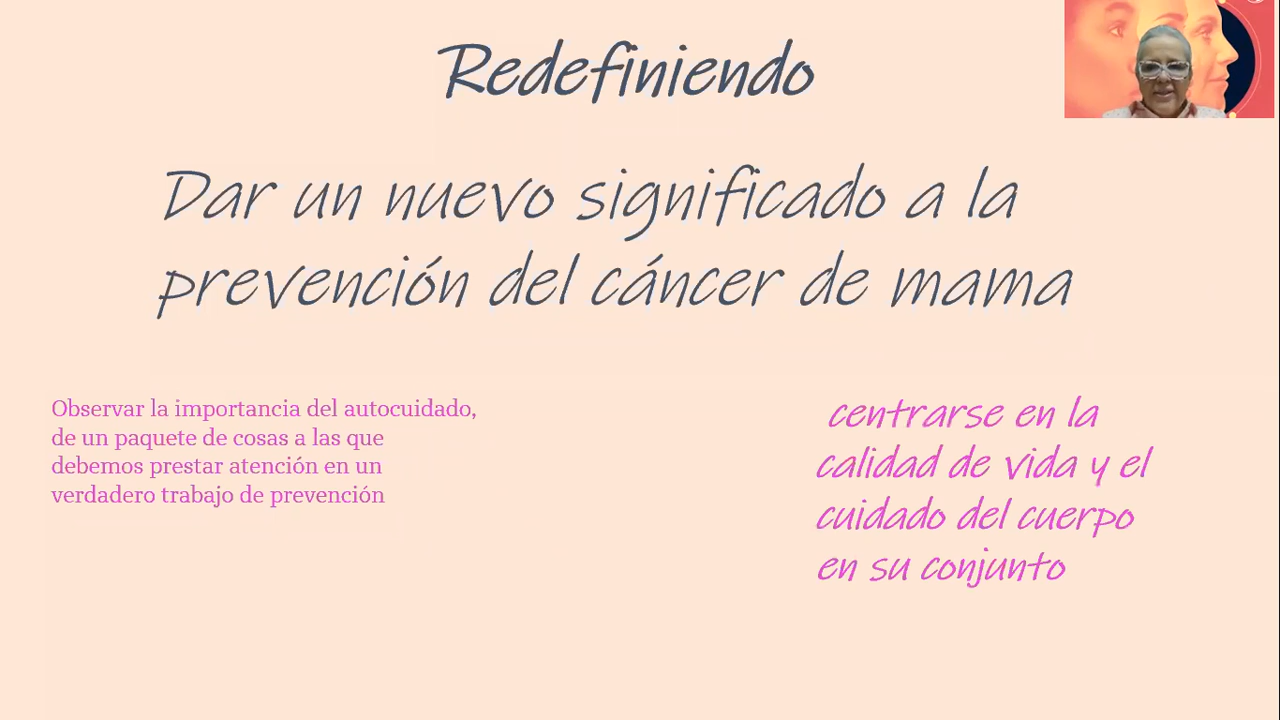 Redefiniendo
Dar un nuevo significado a la
prevención del cáncer de mama
Observar la importancia del autocuidado,
de un paquete de cosas a las que
debemos prestar atención en un
verdadero trabajo de prevención
centrarse en la
calidad de vida y el
cuidado del cuerpo
en su conjunto